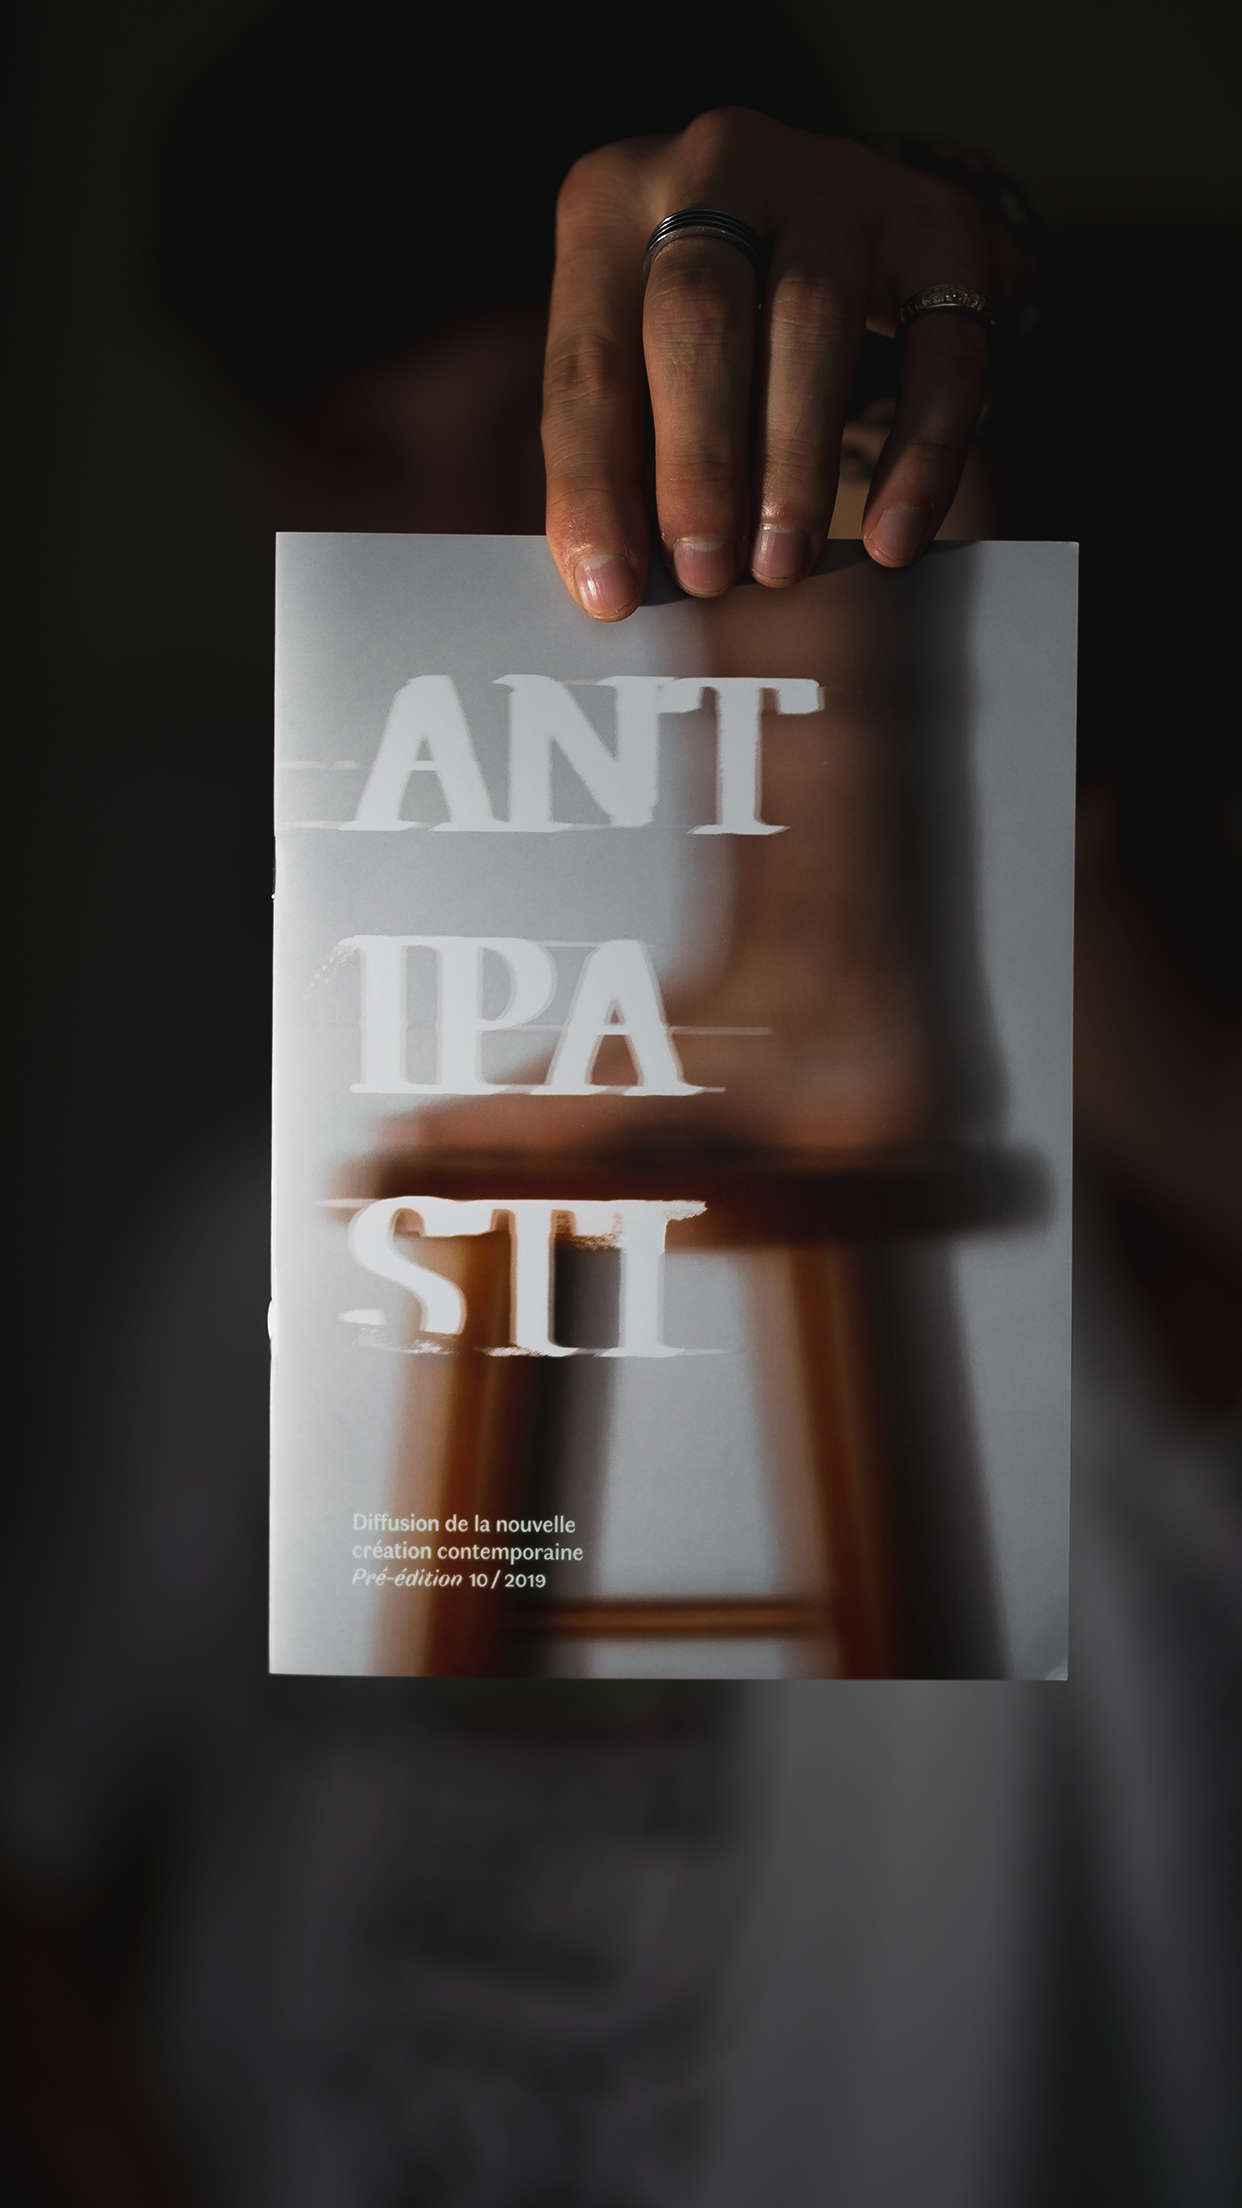 ANT
IPA
STI
Diffusion de la nouvelle
création contemporaine
Pré-édition 10 / 2019